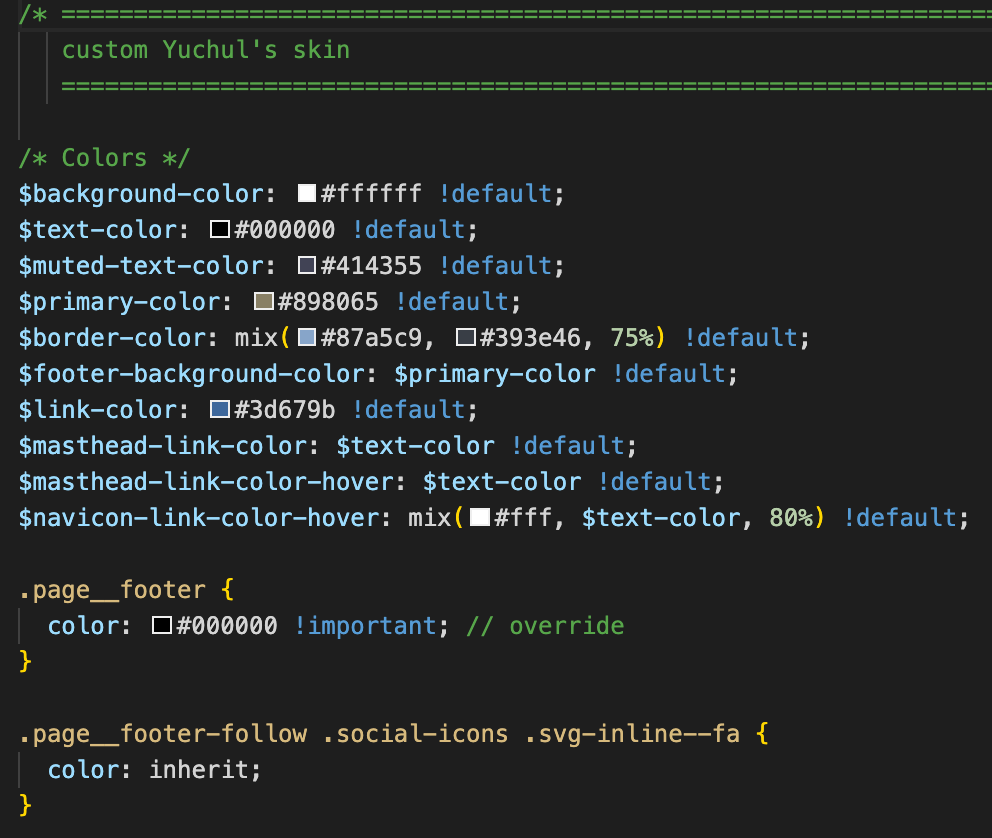 /* =================================================================
custom Yuchul's skin
=================================================================
/* Colors */
$background-color: #ffffff !default;
$text-color: #000000 !default;
$muted-text-color: #414355 !default;
$primary-color: #898065 !default;
$border-color: mix(#87a5c9, #393e46, 75%) !default;
$footer-background-color: $primary-color !default;
$link-color: #3d679b !default;
$masthead-link-color: $text-color !default;
$masthead-link-color-hover: $text-color !default;
$navicon-link-color-hover: mix(#fff, $text-color, 80%) !default;
.page__footer {
color: #000000 !important; // override
}
.page__footer-follow .social-icons .svg-inline--fa {
color: inherit;
}